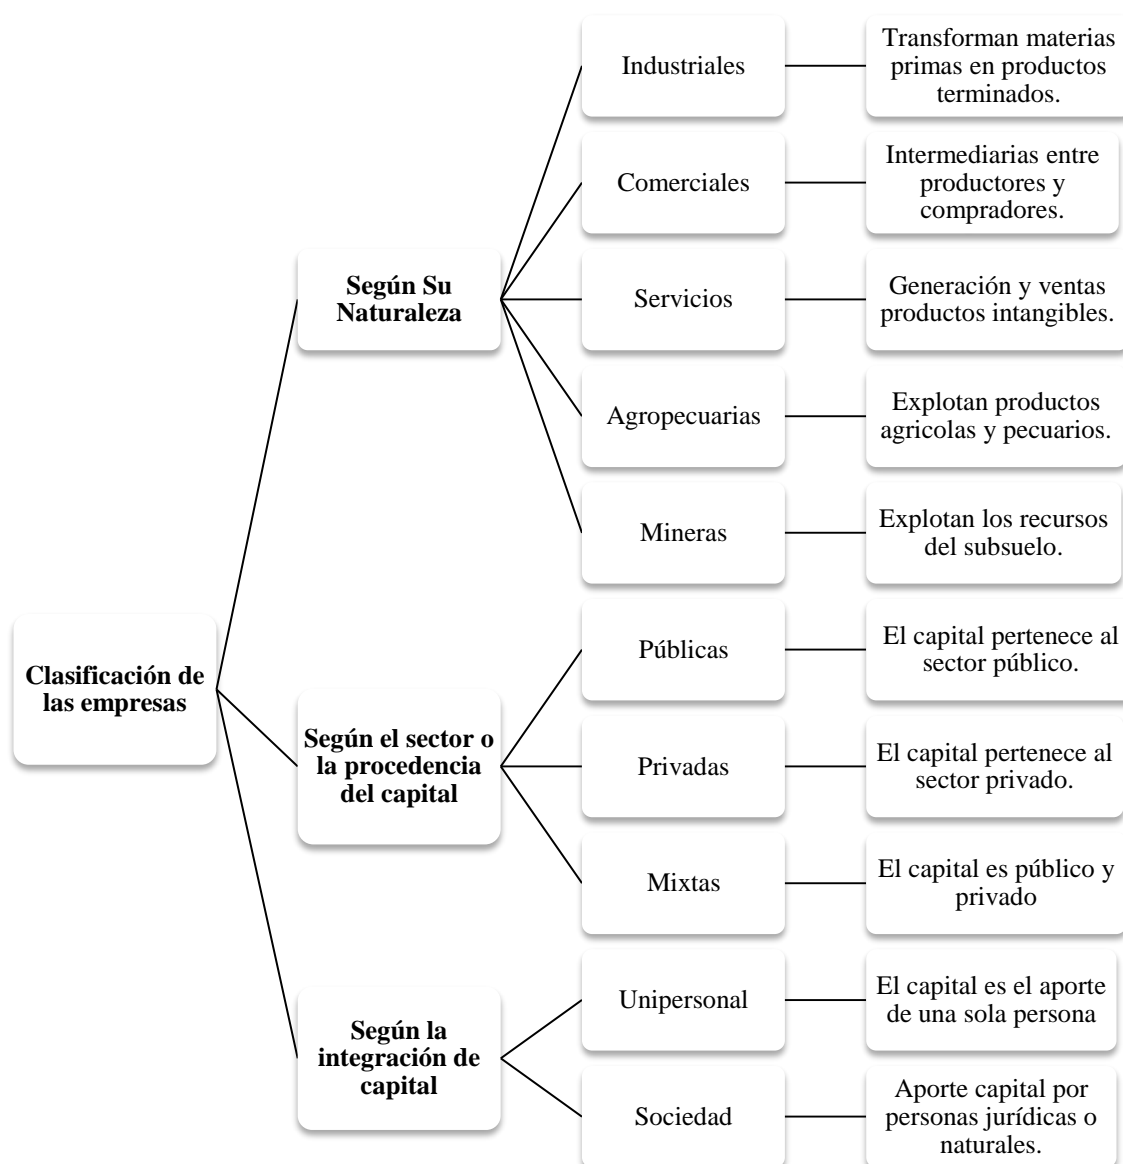 Clasificación de
las empresas
Según Su
Naturaleza
Industriales
Transforman materias
primas en productos
terminados.
Comerciales
Intermediarias entre
productores y
compradores.
Servicios
Generación y ventas
productos intangibles.
Agropecuarias
Explotan productos
agricolas y pecuarios.
Mineras
Explotan los recursos
del subsuelo.
Según el sector o
la procedencia
del capital
Públicas
El capital pertenece al
sector público.
Privadas
El capital pertenece al
sector privado.
Mixtas
El capital es público y
privado
Según la
integración de
capital
Unipersonal
El capital es el aporte
de una sola persona
Sociedad
Aporte capital por
personas jurídicas o
naturales.